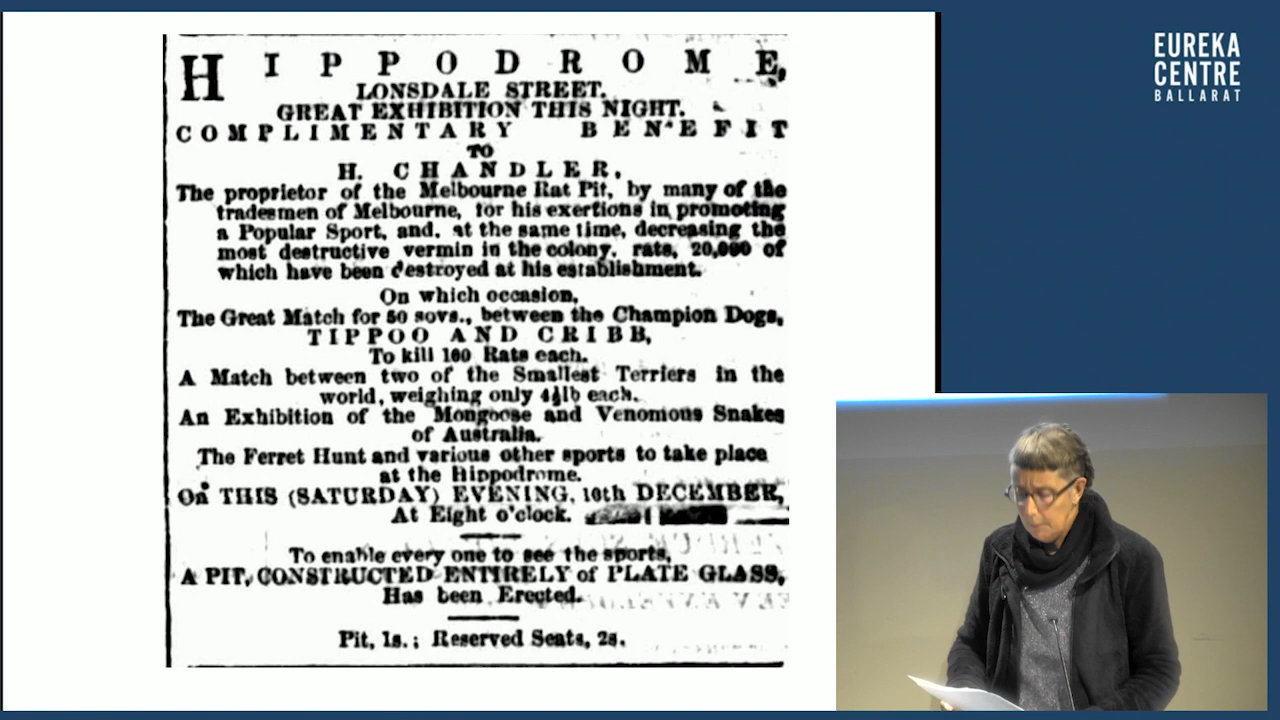 HIPPODROME,
LONSDALE STREET.
GREAT EXHIBITION THIS NIGHT.
COMPLIMENTARY BENEFIT
TO
H. CHANDLER,
The proprietor of the Melbourne Rat Pit, by many of the
tradesmen of Melbourne, for his exertions in promoting
a Popular Sport, and, at the same time, decreasing the
most destructive vermin in the colony, rats, 20,000 of
which have been destroyed at his establishment.
On which occasion,
The Great Match for 50 sovs., between the Champion Dogs,
TIPPOO AND CRIBB,
To kill 100 Rats each.
A Match between two of the Smallest Terriers in the
world, weighing only 4½lb each.
An Exhibition of the Mongoose and Venomous Snakes
of Australia.
The Ferret Hunt and various other sports to take place
at the Hippodrome.
On THIS (SATURDAY) EVENING, 10th DECEMBER,
At Eight o'clock.
To enable every one to see the sports,
A PIT, CONSTRUCTED ENTIRELY of PLATE GLASS,
Has been Erected.
Pit, 1s.; Reserved Seats, 2s.
EUREKA
CENTRE
BALLARAT